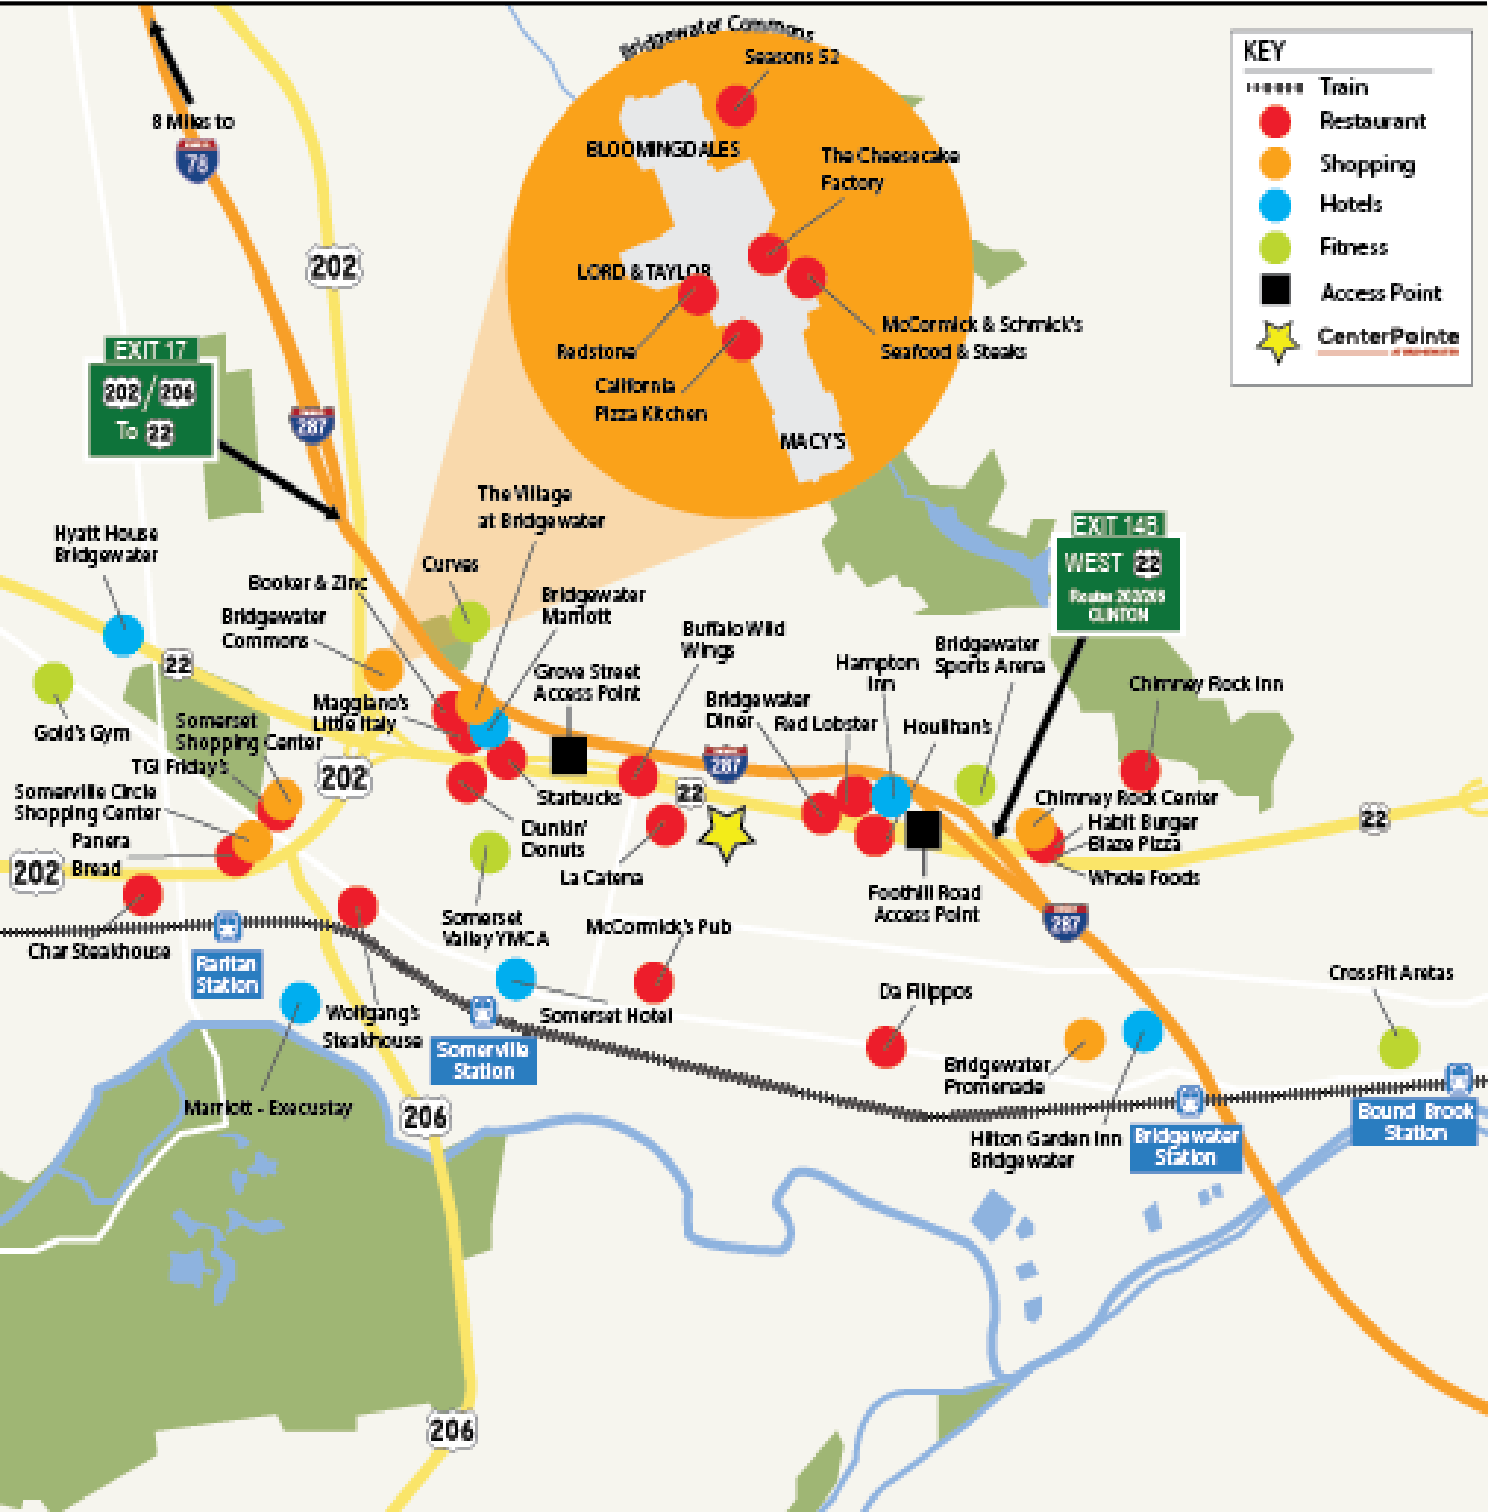 Bridgewater Commons
Seasons 52
BLOOMINGDALES
The Cheesecake
Factory
LORD & TAYLOR
McCormick & Schmick's
Seafood & Steaks
Redstone
California
Pizza Kitchen
MACY'S
KEY
Train
Restaurant
Shopping
Hotels
Fitness
Access Point
CenterPointe
8 Miles to
78
202
EXIT 17
202/206
To 22
287
The Village
at Bridgewater
Hyatt House
Bridgewater
Curves
Booker & Zinc
Bridgewater
Commons
Bridgewater
Marriott
Buffalo Wild
Wings
Grove Street
Access Point
Hampton
Inn
Bridgewater
Sports Arena
EXIT 14B
WEST 22
Routes 202/206
CLINTON
Chimney Rock Inn
22
Gold's Gym
Maggiano's
Little Italy
Somerset
Shopping Center
TGI Friday's
202
Somerville Circle
Shopping Center
Panera
Bread
202
Bridgewater
Diner
Red Lobster
Houlihan's
287
22
Starbucks
Dunkin'
Donuts
La Catena
Chimney Rock Center
Habit Burger
Blaze Pizza
Whole Foods
22
Foothill Road
Access Point
287
Char Steakhouse
Raritan
Station
Somerset
Valley YMCA
McCormick's Pub
Wolfgang's
Steakhouse
Somerset Hotel
Somerville
Station
Da Filippos
CrossFit Aretas
Bridgewater
Promenade
Marriott - Execustay
206
Hilton Garden Inn
Bridgewater
Bridgewater
Station
Bound Brook
Station
206